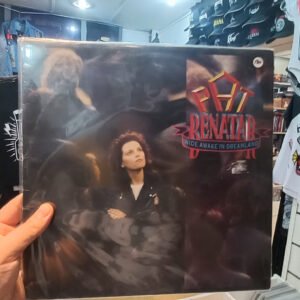 PAT
BENATAR
WIDE AWAKE IN DREAMLAND